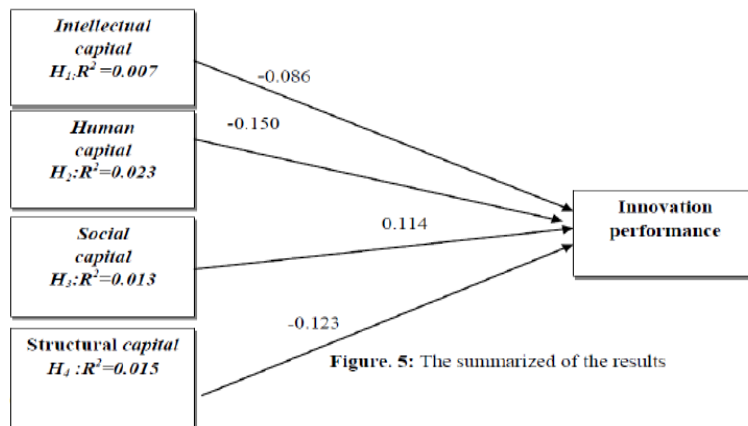 Intellectual
capital
H1:R²=0.007
-0.086
Human
capital
H2:R²=0.023
-0.150
Social
capital
H3:R²=0.013
0.114
Structural capital
H4 :R²=0.015
-0.123
Innovation
performance
Figure. 5: The summarized of the results